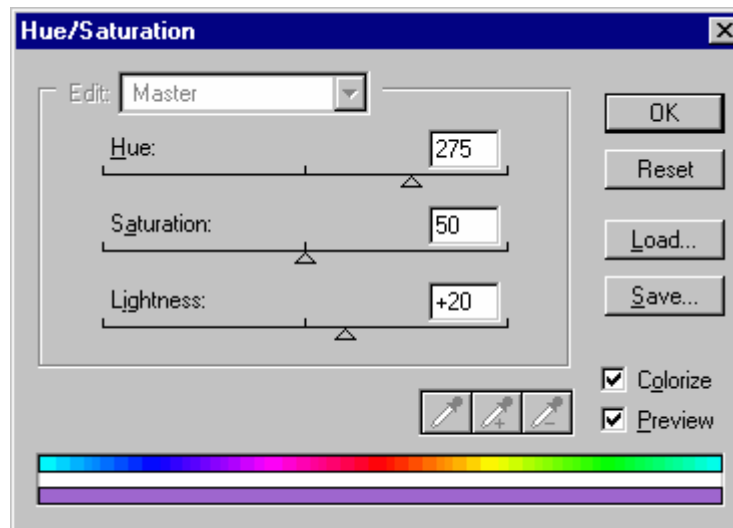 Hue/Saturation
Edit: Master
Hue: 275
Saturation: 50
Lightness: +20
OK
Reset
Load...
Save...
Colorize
Preview